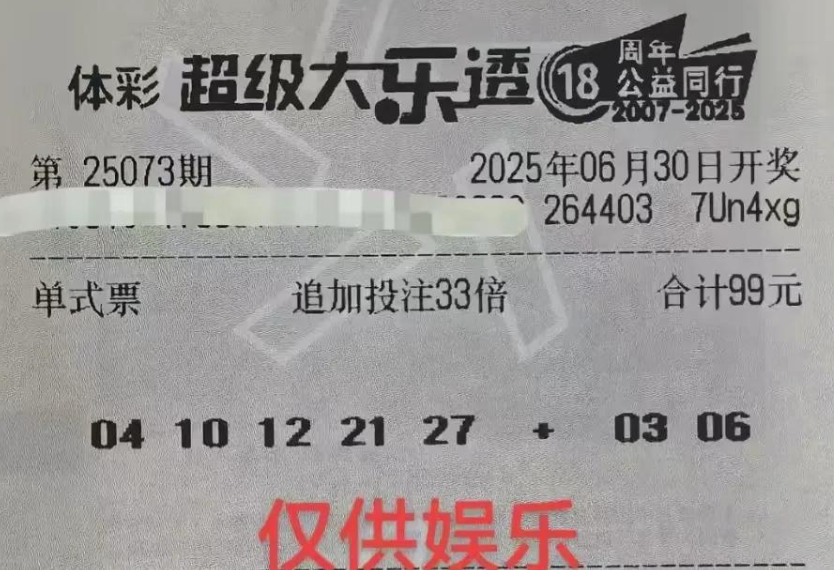 体彩 超级大乐透 18 周年
公益同行
2007-2025
第 25073期 2025年06月30日开奖
264403 7Un4xg
单式票 追加投注33倍 合计99元
04 10 12 21 27 + 03 06
仅供娱乐